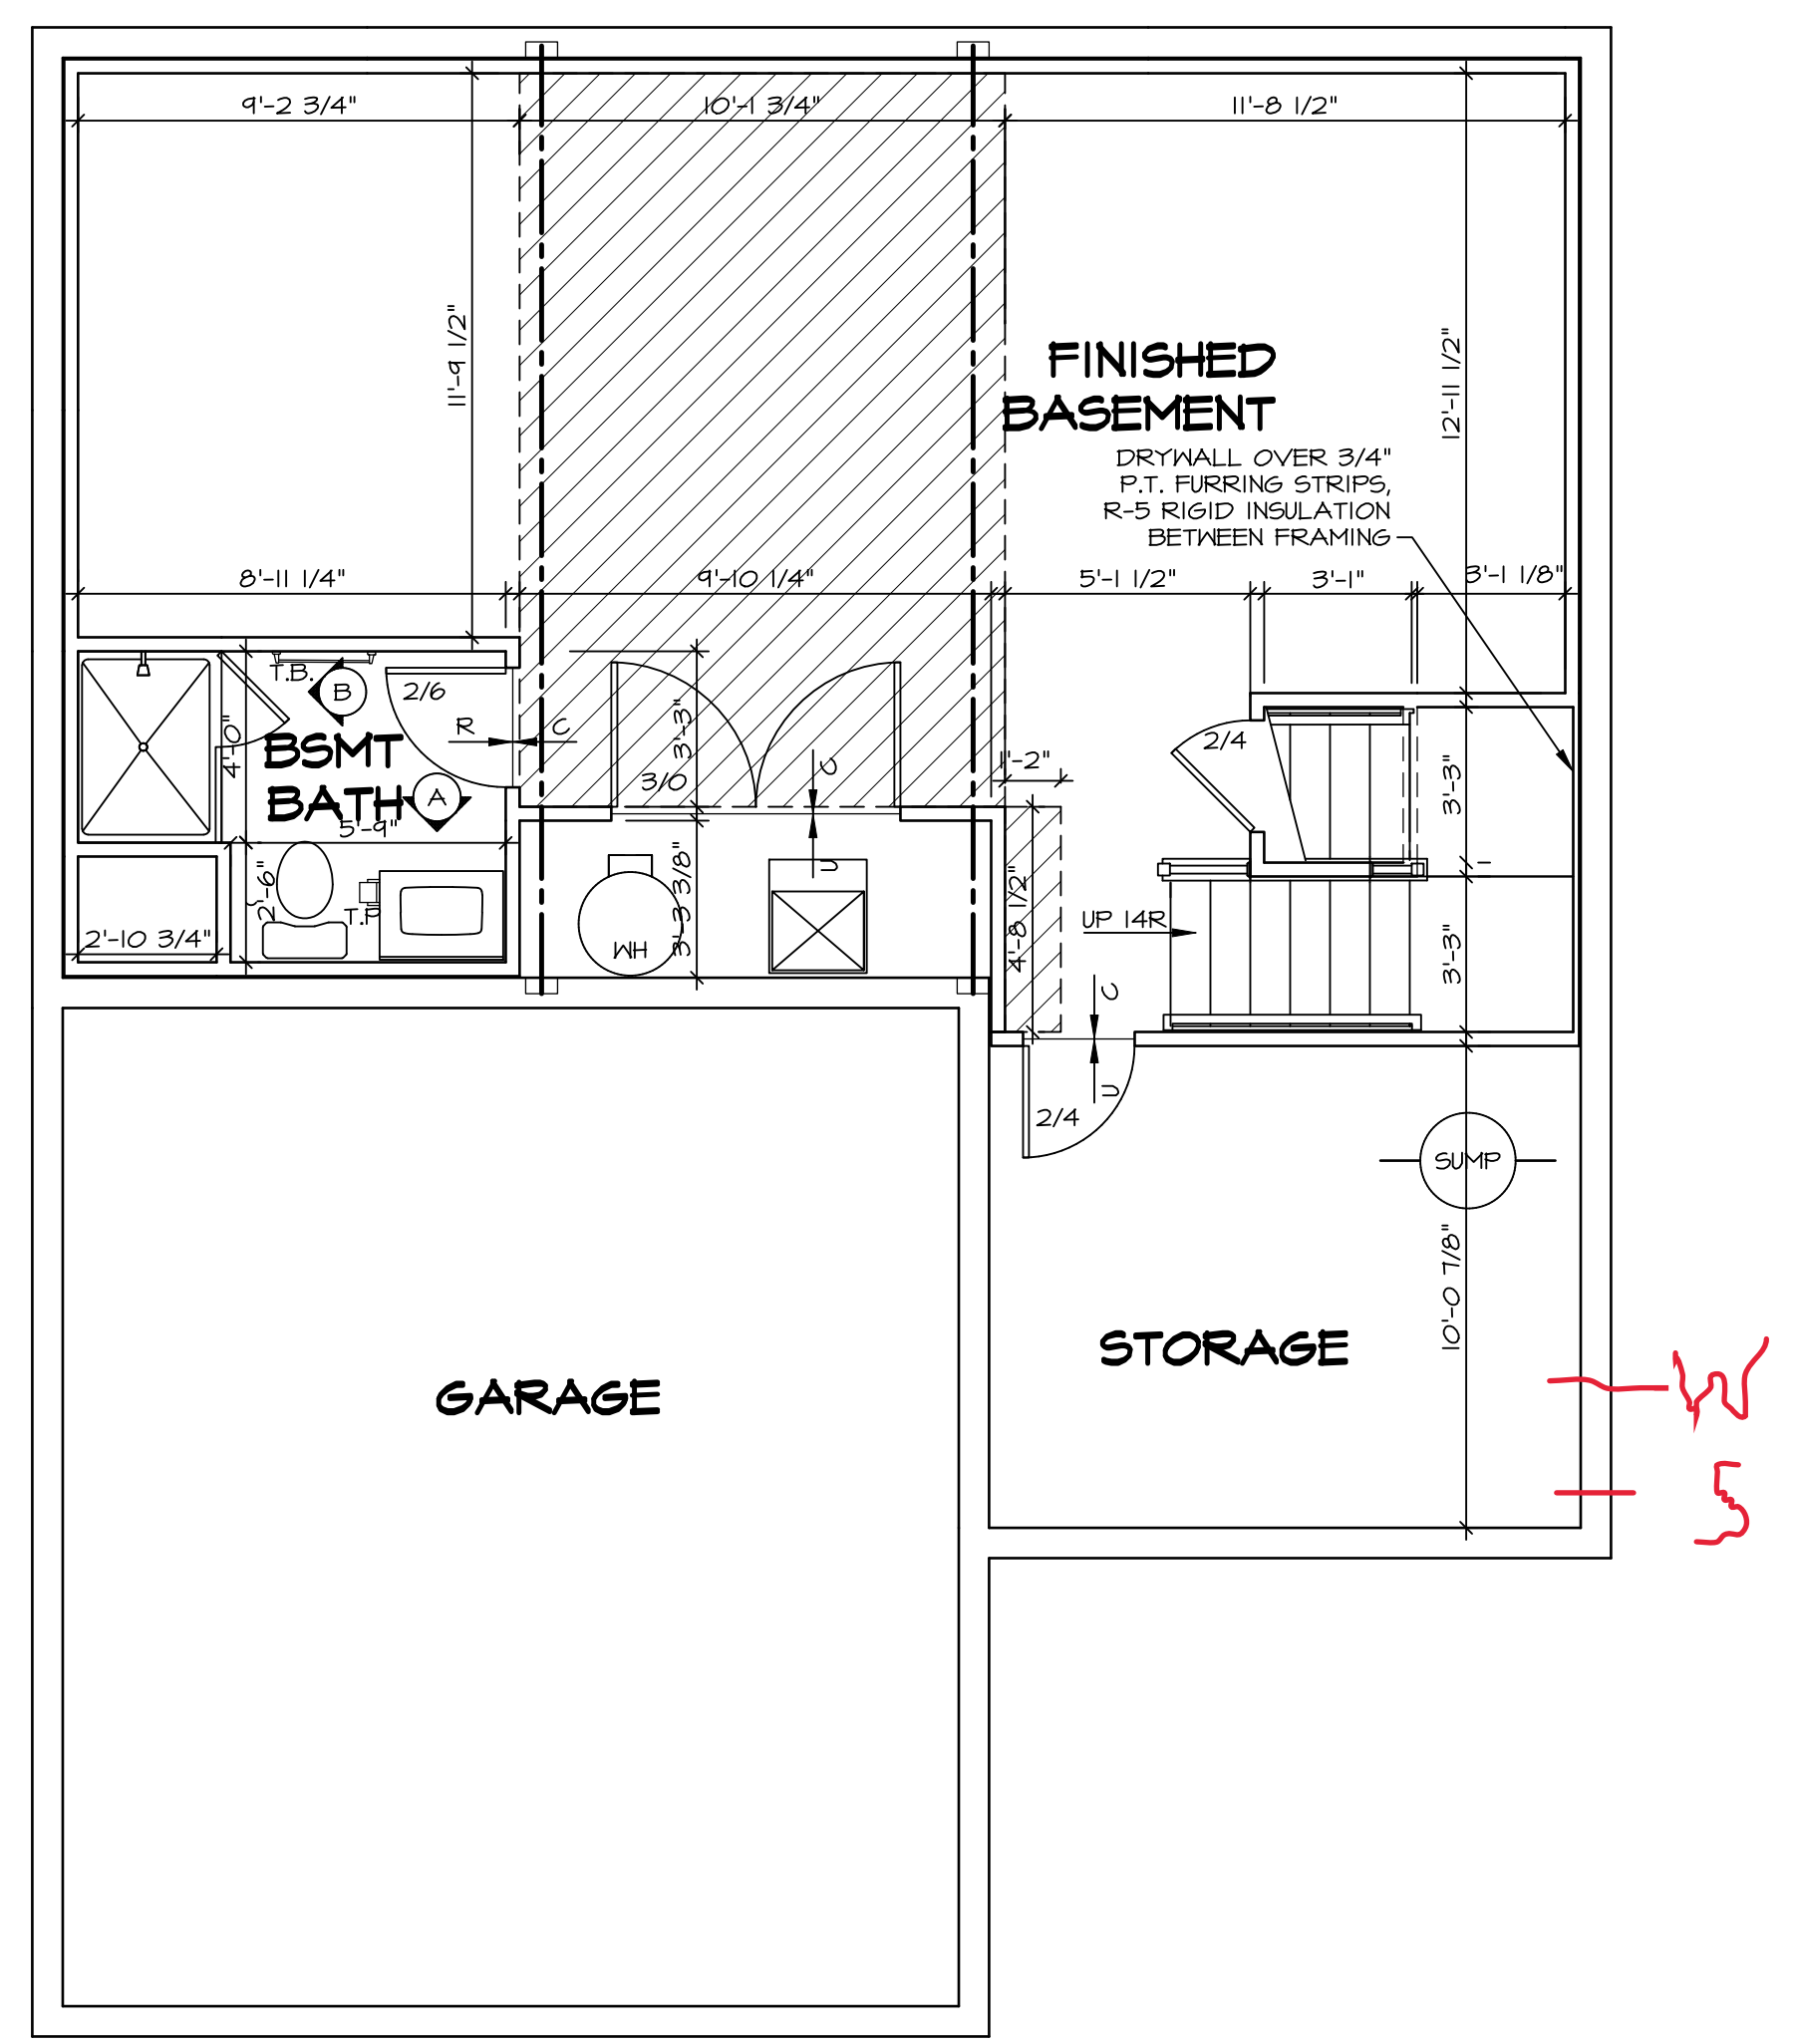 9'-2 3/4"
10'-1 3/4"
11'-8 1/2"
11'-9 1/2"
12'-11 1/2"
FINISHED
BASEMENT
DRYWALL OVER 3/4"
P.T. FURRING STRIPS,
R-5 RIGID INSULATION
BETWEEN FRAMING
8'-11 1/4"
9'-10 1/4"
5'-1 1/2"
3'-1"
3'-1 1/8"
T.B.
B
2/6
R
C
4'-0"
BSMT
BATH
A
5'-9"
3'-3"
3/0
C
U
1'-2"
2/4
3'-3"
2'-6"
T.P
2'-10 3/4"
WH
3'-3 3/8"
4'-8 1/2"
UP 14R
3'-3"
C
U
2/4
SUMP
10'-0 7/8"
STORAGE
GARAGE
W
5